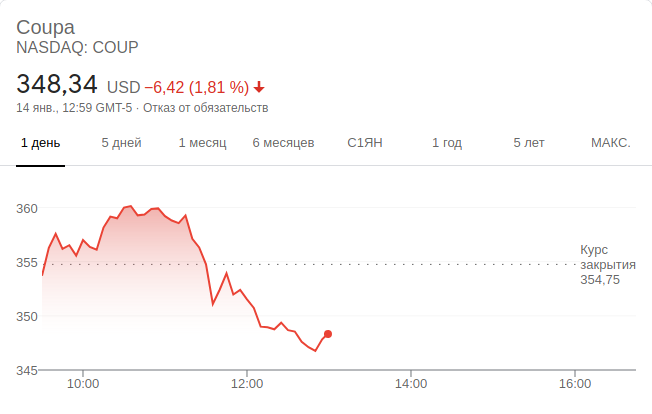 Coupa
NASDAQ: COUP
348,34 USD −6,42 (1,81 %)
14 янв., 12:59 GMT-5 · Отказ от обязательств
1 день 5 дней 1 месяц 6 месяцев С1ЯН 1 год 5 лет МАКС.
360
355
350
345
Курс
закрытия
354,75
10:00 12:00 14:00 16:00